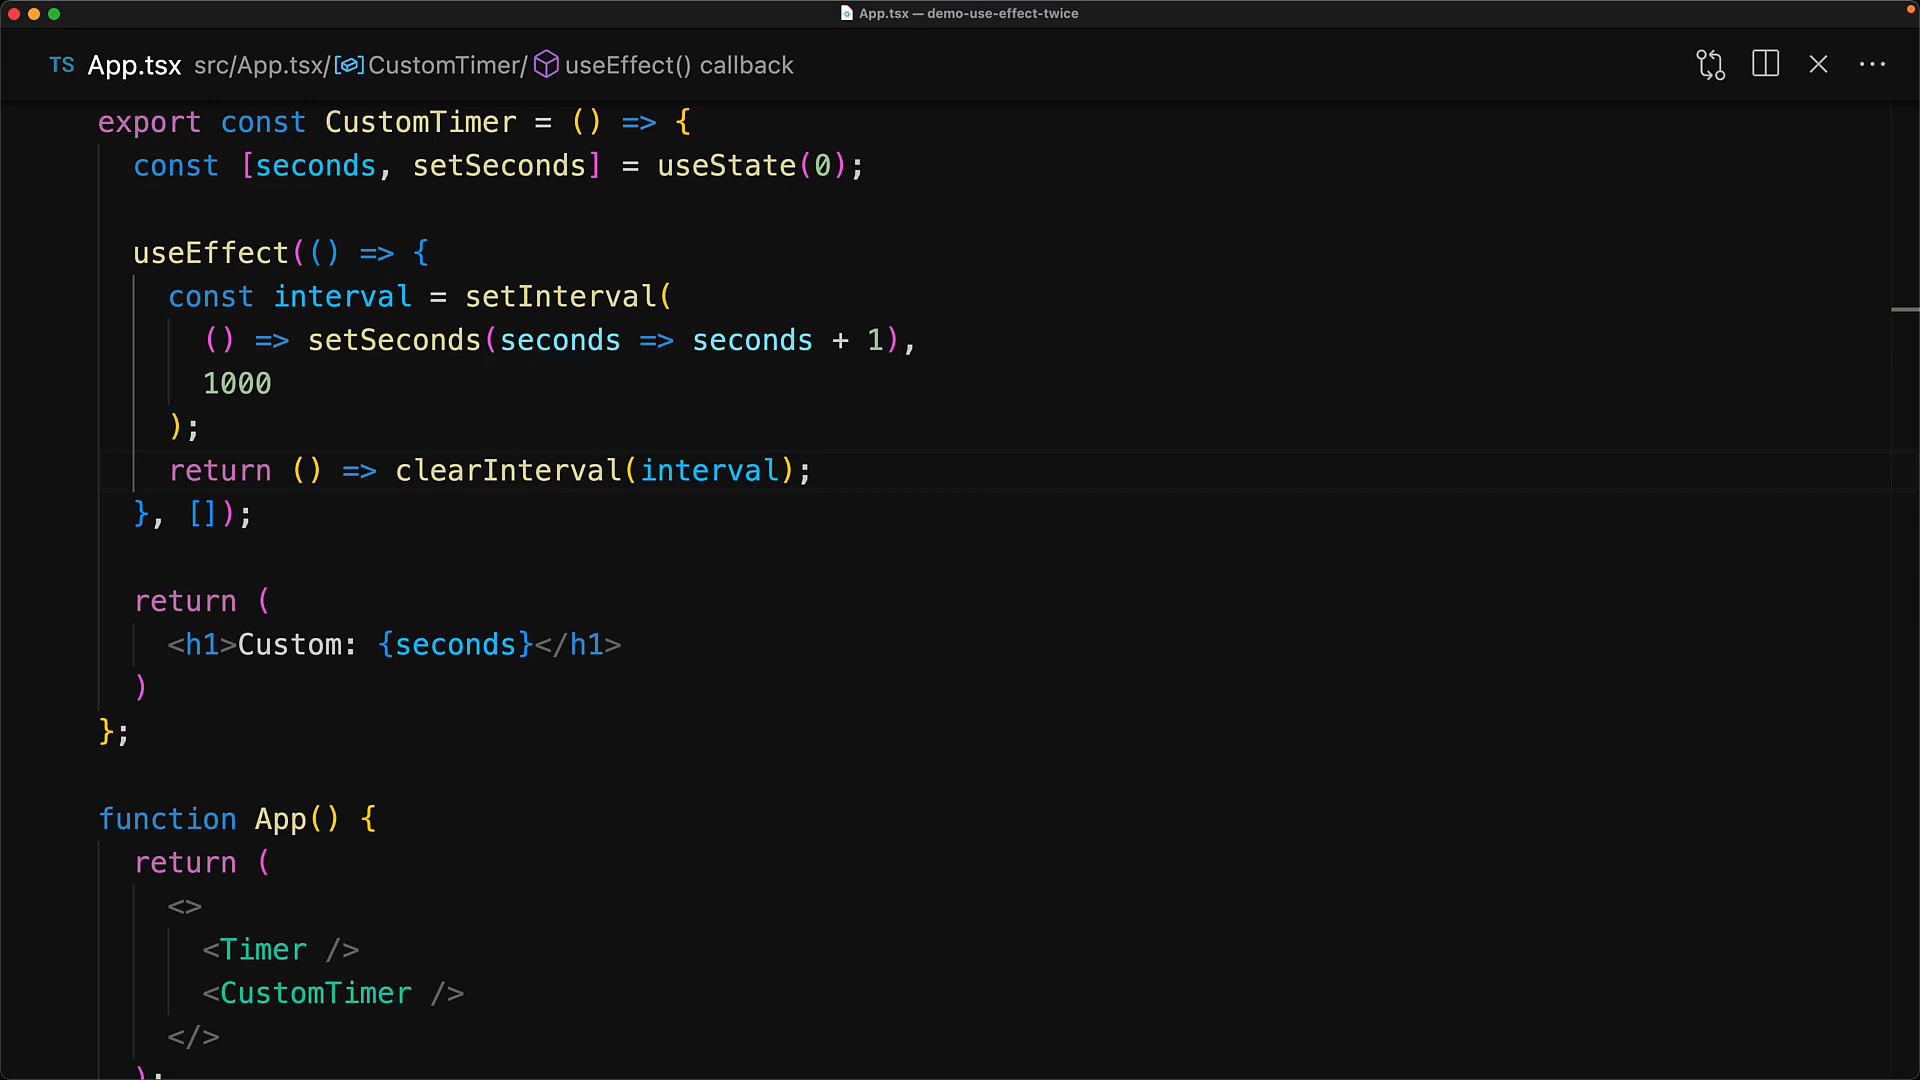 App.tsx — demo-use-effect-twice
TS App.tsx src/App.tsx/CustomTimer/useEffect() callback
export const CustomTimer = () => {
const [seconds, setSeconds] = useState(0);
useEffect(() => {
const interval = setInterval(
() => setSeconds(seconds => seconds + 1),
1000
);
return () => clearInterval(interval);
}, []);
return (
<h1>Custom: {seconds}</h1>
)
};
function App() {
return (
<>
<Timer />
<CustomTimer />
</>
);